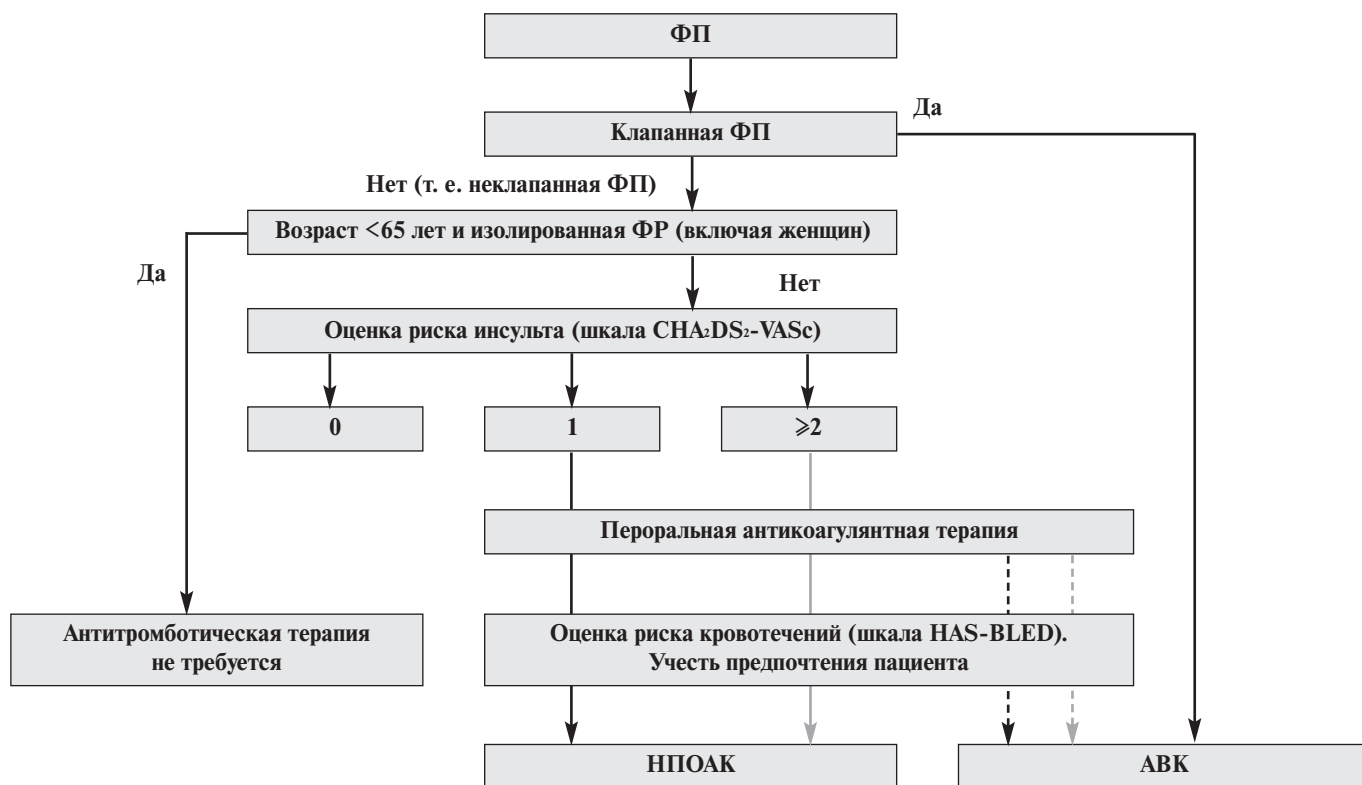 ФП
Клапанная ФП
Да
Нет (т. е. неклапанная ФП)
Возраст <65 лет и изолированная ФР (включая женщин)
Да
Нет
Оценка риска инсульта (шкала CHA₂DS₂-VASc)
0
1
⩾2
Пероральная антикоагулянтная терапия
Антитромботическая терапия
не требуется
Оценка риска кровотечений (шкала HAS-BLED).
Учесть предпочтения пациента
НПОАК
АВК